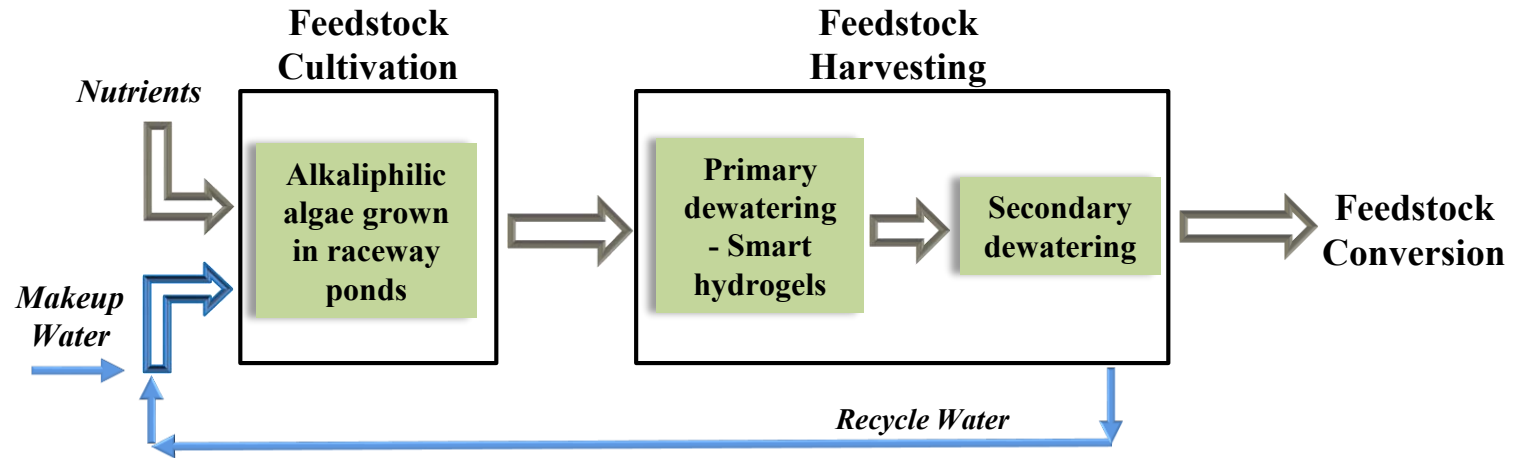 Feedstock
Cultivation
Feedstock
Harvesting
Nutrients
Alkaliphilic
algae grown
in raceway
ponds
Primary
dewatering
- Smart
hydrogels
Secondary
dewatering
Feedstock
Conversion
Makeup
Water
Recycle Water